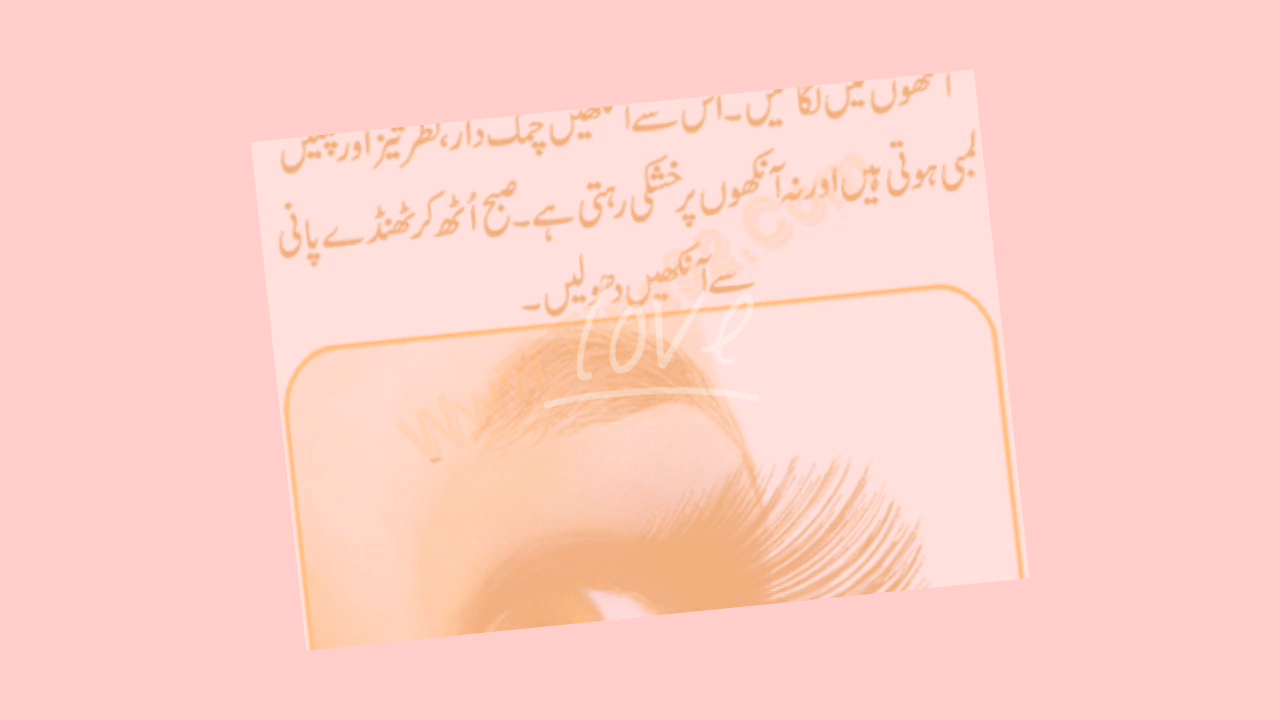 آنکھوں میں لگائیں۔ اس سے آنکھیں چمک دار، نظر تیز اور پلکیں
لمبی ہوتی ہیں اور نہ آنکھوں پر خشکی رہتی ہے۔ صبح اُٹھ کر ٹھنڈے پانی
سے آنکھیں دھولیں۔
love